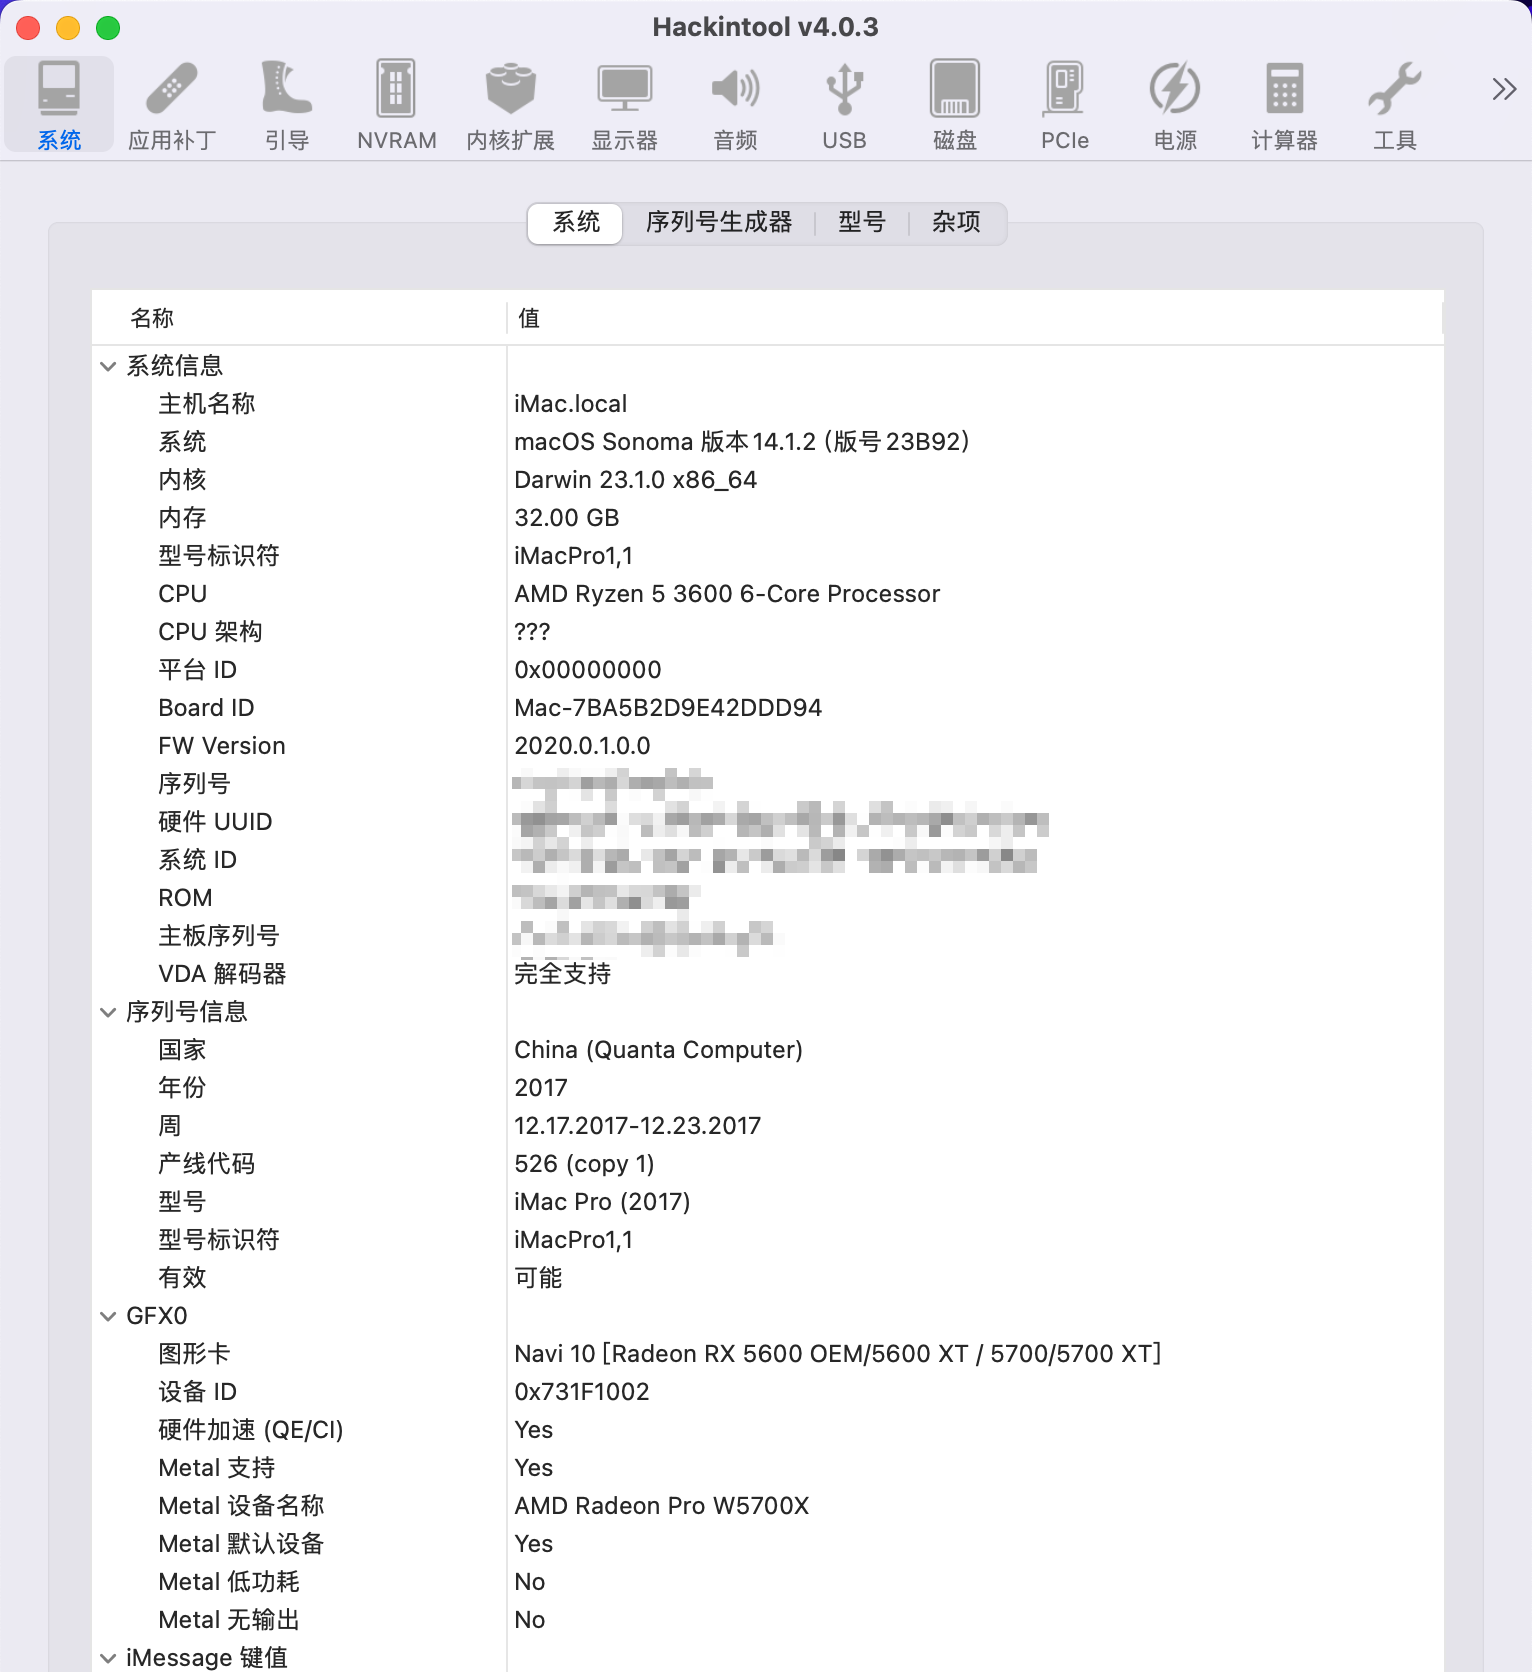 Hackintool v4.0.3
系统 应用补丁 引导 NVRAM 内核扩展 显示器 音频 USB 磁盘 PCIe 电源 计算器 工具
系统 序列号生成器 型号 杂项
名称 值
系统信息
主机名称 iMac.local
系统 macOS Sonoma 版本14.1.2 (版号23B92)
内核 Darwin 23.1.0 x86_64
内存 32.00 GB
型号标识符 iMacPro1,1
CPU AMD Ryzen 5 3600 6-Core Processor
CPU 架构 ???
平台 ID 0x00000000
Board ID Mac-7BA5B2D9E42DDD94
FW Version 2020.0.1.0.0
序列号
硬件 UUID
系统 ID
ROM
主板序列号
VDA 解码器 完全支持
序列号信息
国家 China (Quanta Computer)
年份 2017
周 12.17.2017-12.23.2017
产线代码 526 (copy 1)
型号 iMac Pro (2017)
型号标识符 iMacPro1,1
有效 可能
GFX0
图形卡 Navi 10 [Radeon RX 5600 OEM/5600 XT / 5700/5700 XT]
设备 ID 0x731F1002
硬件加速 (QE/CI) Yes
Metal 支持 Yes
Metal 设备名称 AMD Radeon Pro W5700X
Metal 默认设备 Yes
Metal 低功耗 No
Metal 无输出 No
iMessage 键值